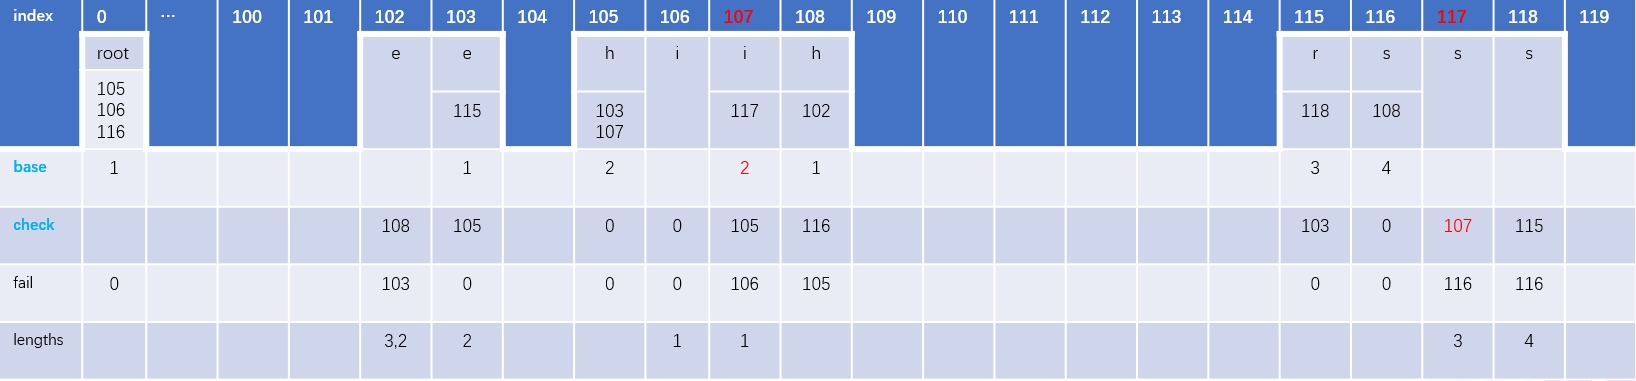 index 0 ... 100 101 102 103 104 105 106 107 108 109 110 111 112 113 114 115 116 117 118 119
root e e h i i h r s s s
105
106 115 103 117 102 118 108
116 107
base 1 1 2 2 1 3 4
check 108 105 0 0 105 116 103 0 107 115
fail 0 103 0 0 0 106 105 0 0 116 116
lengths 3,2 2 1 1 3 4